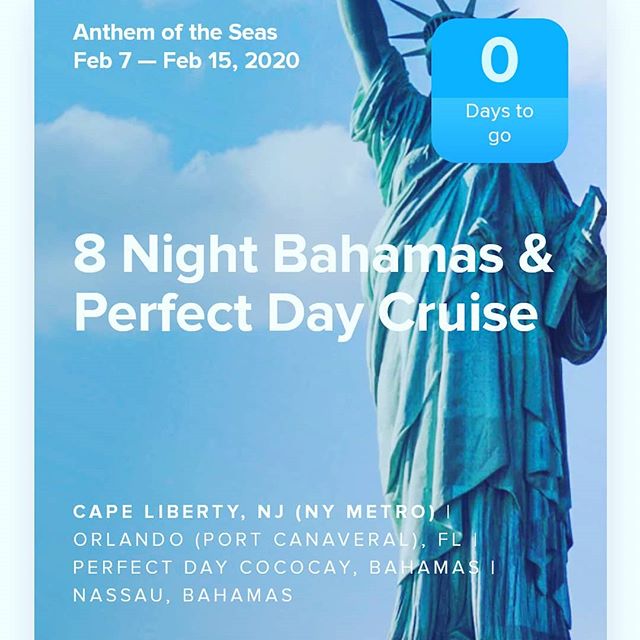 Anthem of the Seas
Feb 7 — Feb 15, 2020
0
Days to
go
8 Night Bahamas &
Perfect Day Cruise
CAPE LIBERTY, NJ (NY METRO) |
ORLANDO (PORT CANAVERAL), FL |
PERFECT DAY COCOCAY, BAHAMAS |
NASSAU, BAHAMAS